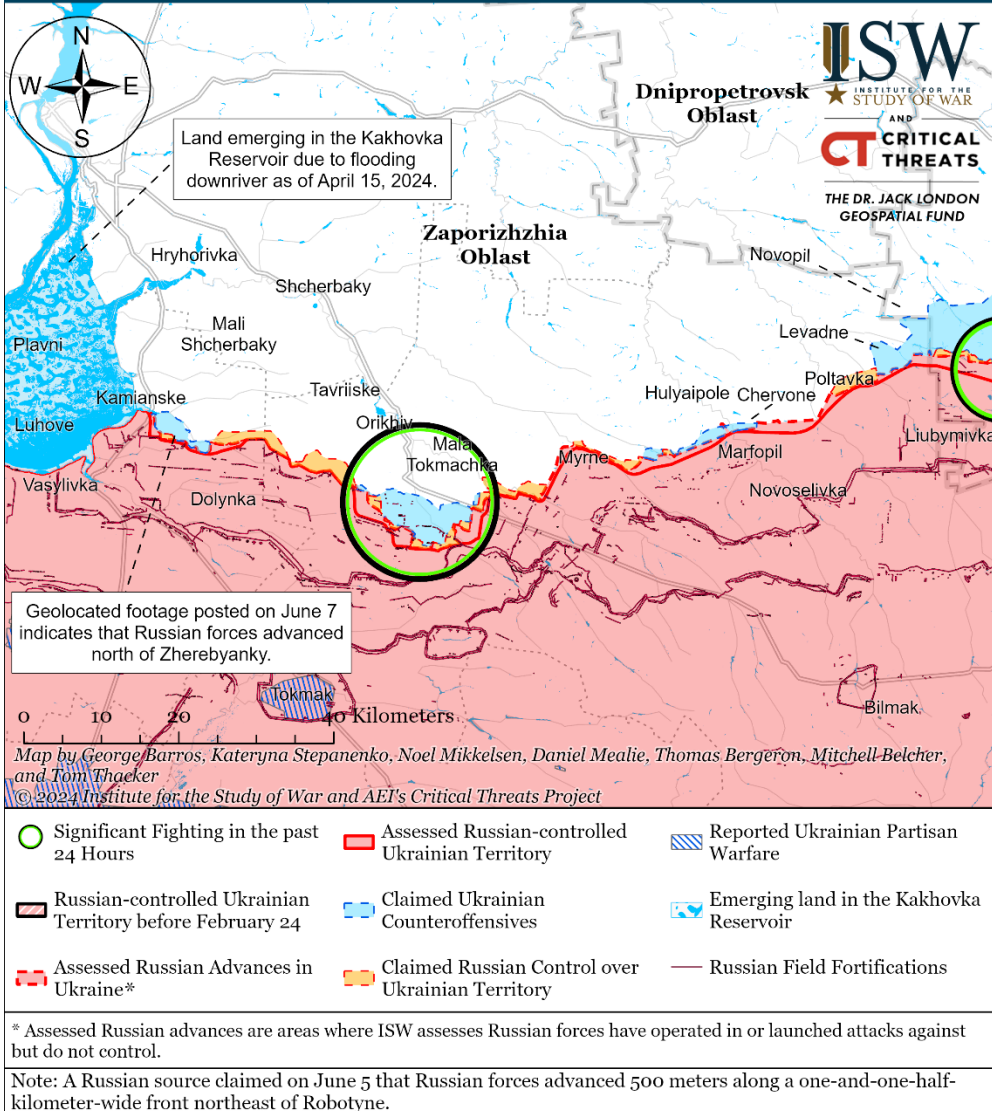 N
W
E
S
ISW
INSTITUTE FOR THE
STUDY OF WAR
AND
CT CRITICAL
THREATS
THE DR. JACK LONDON
GEOSPATIAL FUND
Dnipropetrovsk
Oblast
Land emerging in the Kakhovka
Reservoir due to flooding
downriver as of April 15, 2024.
Zaporizhzhia
Oblast
Hryhorivka
Novopil
Shcherbaky
Mali
Shcherbaky
Levadne
Plavni
Tavriiske
Poltavka
Kamianske
Hulyaipole
Chervone
Luhove
Orikhiv
Mala
Tokmachka
Myrne
Marfopil
Liubymivka
Vasylivka
Dolynka
Novoselivka
Geolocated footage posted on June 7
indicates that Russian forces advanced
north of Zherebyanky.
Tokmak
Bilmak
0 10 20 40 Kilometers
Map by George Barros, Kateryna Stepanenko, Noel Mikkelsen, Daniel Mealie, Thomas Bergeron, Mitchell Belcher,
and Tom Thacker
© 2024 Institute for the Study of War and AEI's Critical Threats Project
Significant Fighting in the past
24 Hours
Assessed Russian-controlled
Ukrainian Territory
Reported Ukrainian Partisan
Warfare
Russian-controlled Ukrainian
Territory before February 24
Claimed Ukrainian
Counteroffensives
Emerging land in the Kakhovka
Reservoir
Assessed Russian Advances in
Ukraine*
Claimed Russian Control over
Ukrainian Territory
Russian Field Fortifications
* Assessed Russian advances are areas where ISW assesses Russian forces have operated in or launched attacks against
but do not control.
Note: A Russian source claimed on June 5 that Russian forces advanced 500 meters along a one-and-one-half-
kilometer-wide front northeast of Robotyne.